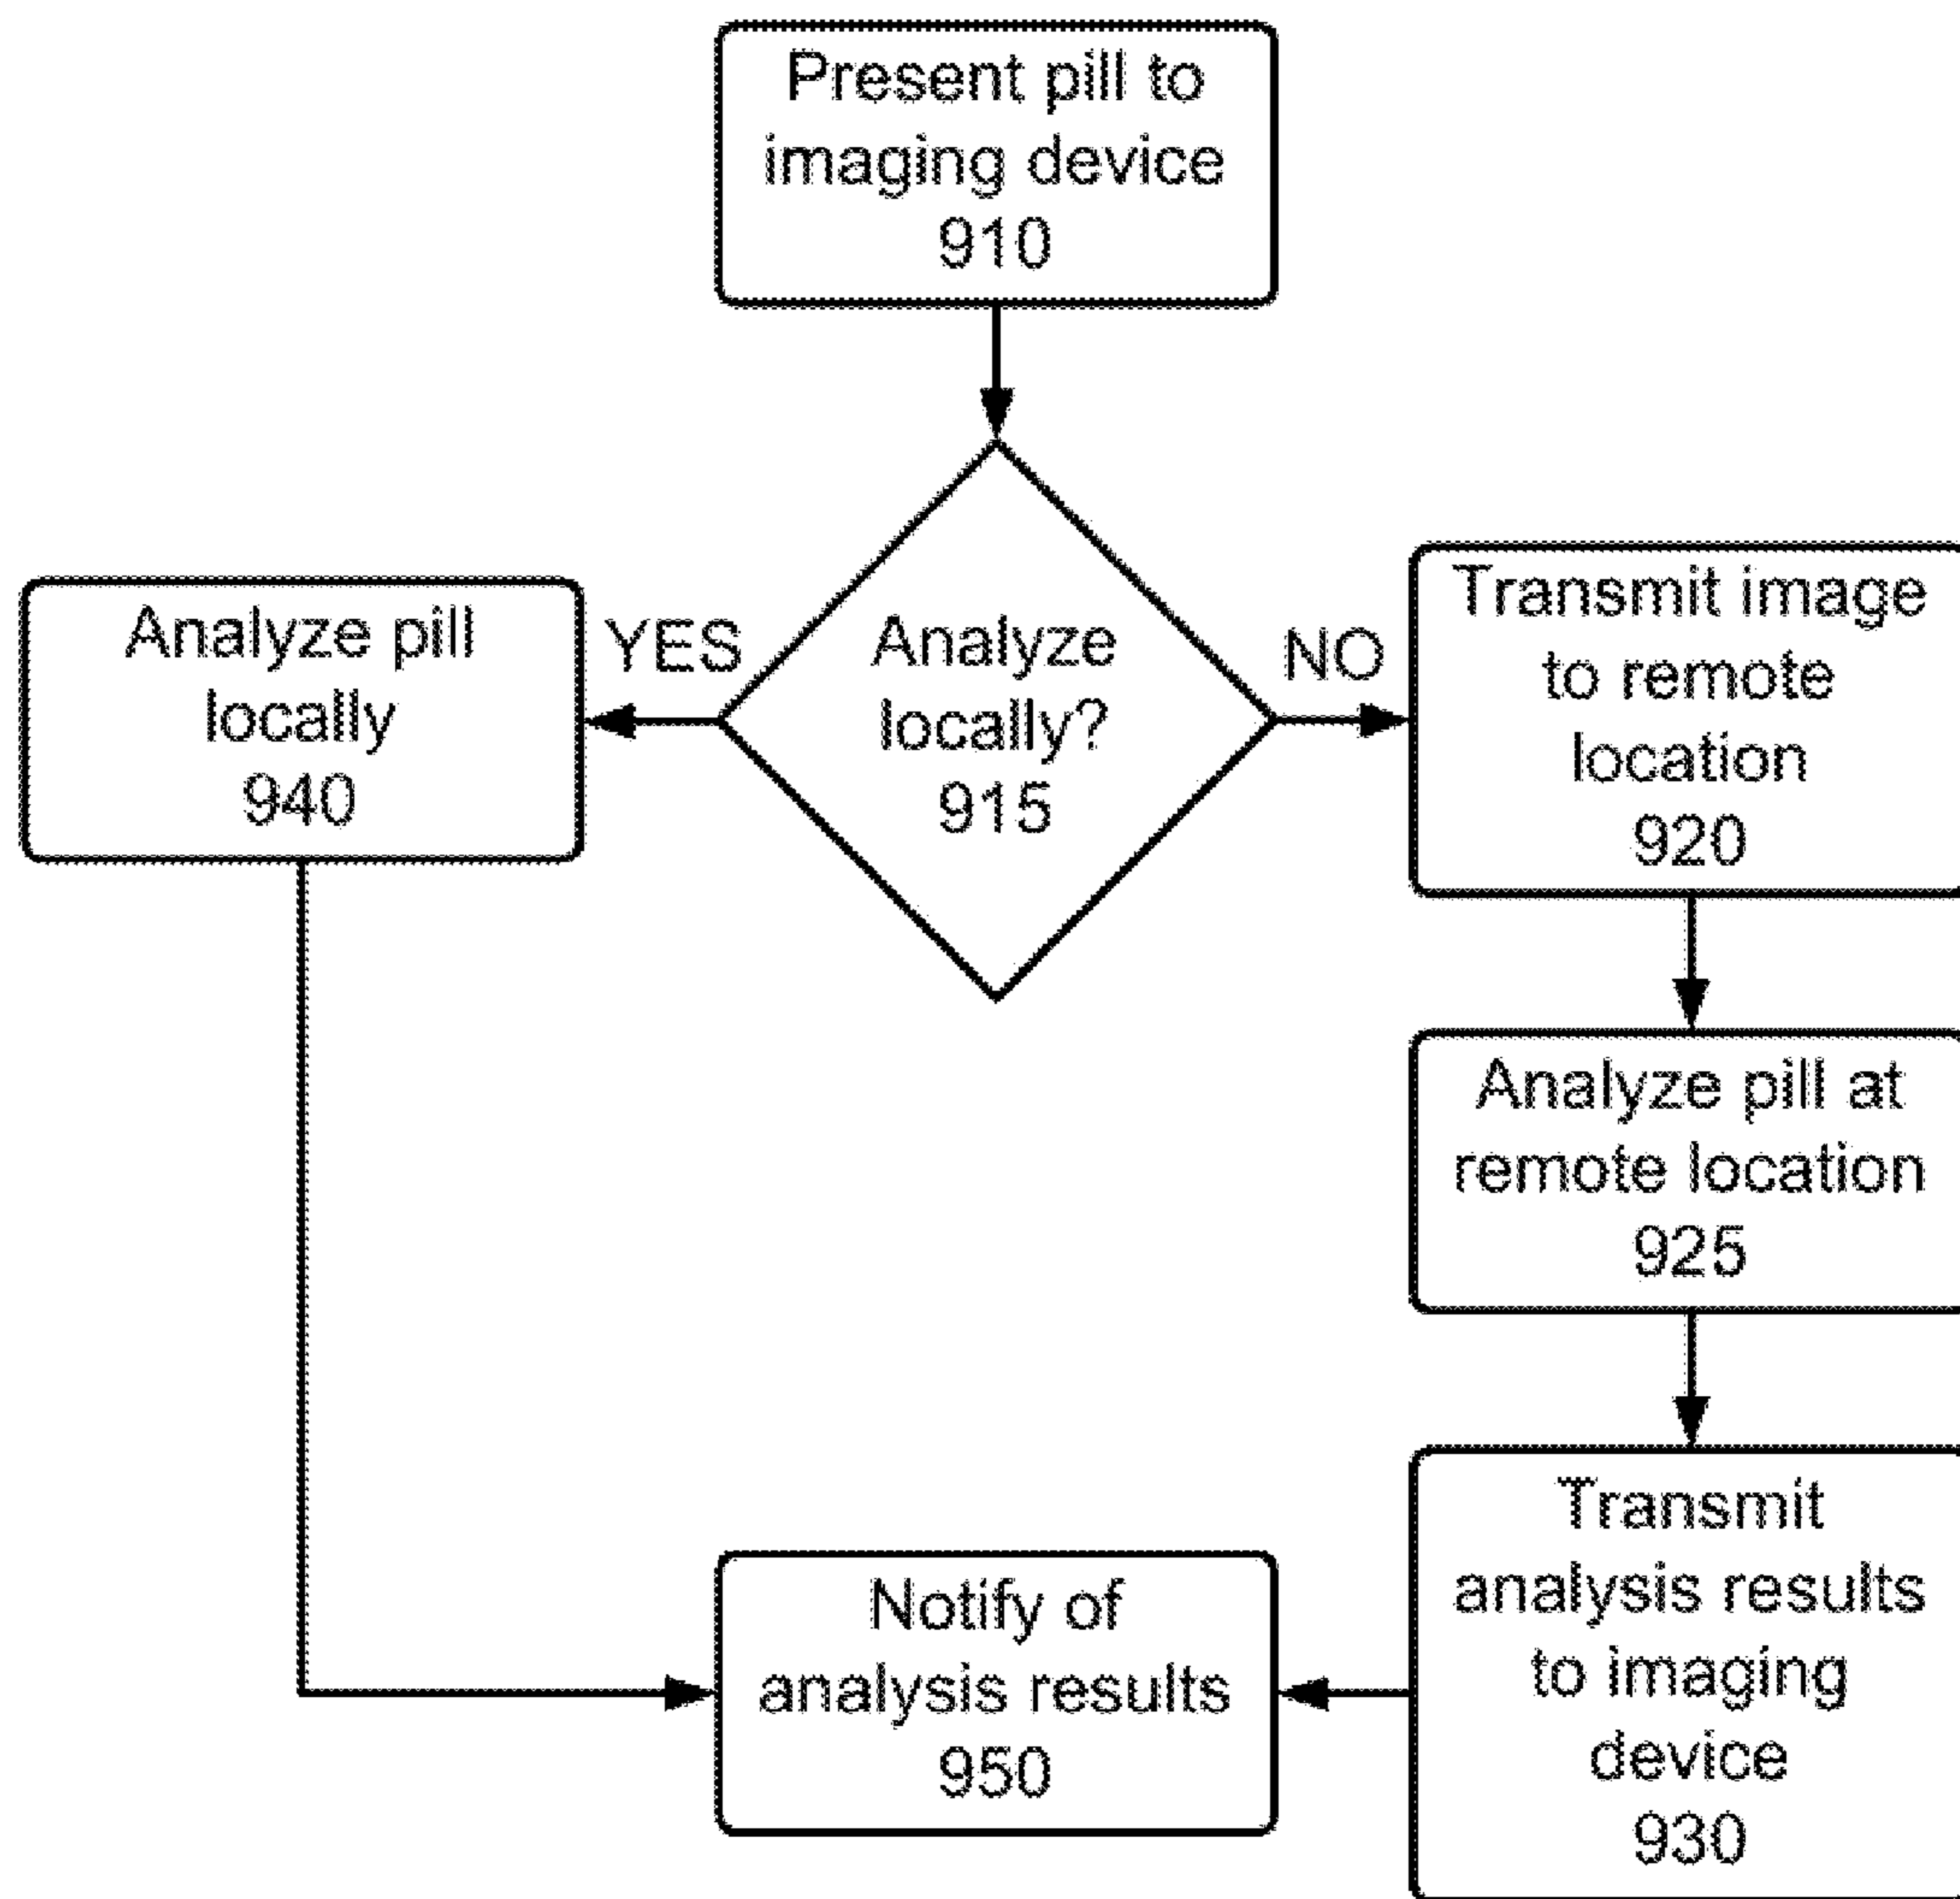 Present pill to
imaging device
910
Analyze
locally?
915
YES
NO
Analyze pill
locally
940
Transmit image
to remote
location
920
Analyze pill at
remote location
925
Transmit
analysis results
to imaging
device
930
Notify of
analysis results
950